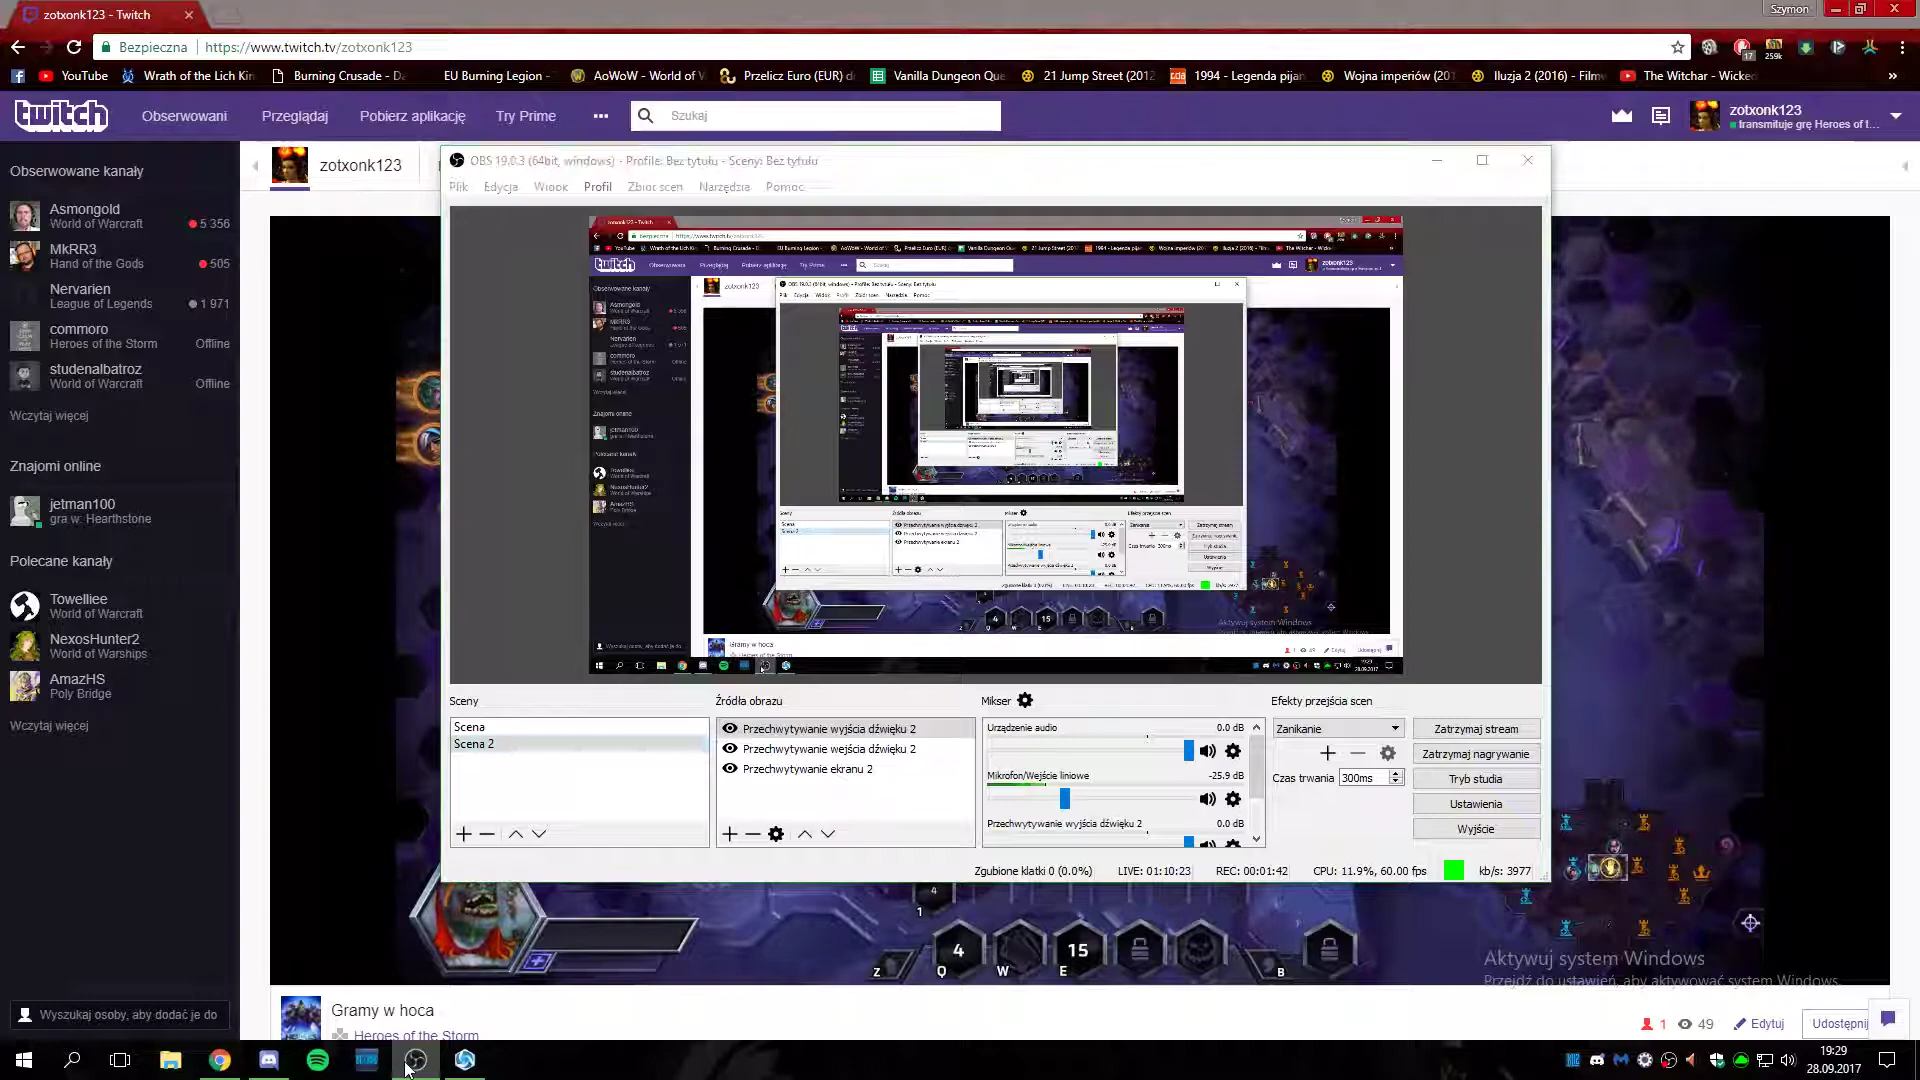 zotxonk123 - Twitch
Szymon
Bezpieczna
https://www.twitch.tv/zotxonk123
17
259k
YouTube
Wrath of the Lich Kin
Burning Crusade - Da
EU Burning Legion -
AoWoW - World of V
Przelicz Euro (EUR) d
Vanilla Dungeon Que
21 Jump Street (2012
1994 - Legenda pijan
Wojna imperiów (201
Iluzja 2 (2016) - Filmw
The Witchar - Wicked
»
twitch
Obserwowani
Przeglądaj
Pobierz aplikację
Try Prime
Szukaj
zotxonk123
transmituje grę Heroes of t...
Obserwowane kanały
Asmongold
World of Warcraft
5 356
MkRR3
Hand of the Gods
505
Nervarien
League of Legends
1 971
commoro
Heroes of the Storm
Offline
studenalbatroz
World of Warcraft
Offline
Wczytaj więcej
Znajomi online
jetman100
gra w: Hearthstone
Polecane kanały
Towelliee
World of Warcraft
NexosHunter2
World of Warships
AmazHS
Poly Bridge
Wczytaj więcej
Wyszukaj osoby, aby dodać je do
zotxonk123
OBS 19.0.3 (64bit, windows) - Profile: Bez tytułu - Sceny: Bez tytułu
Plik
Edycja
Widok
Profil
Zbiór scen
Narzędzia
Pomoc
Sceny
Scena
Scena 2
Źródła obrazu
Przechwytywanie wyjścia dźwięku 2
Przechwytywanie wejścia dźwięku 2
Przechwytywanie ekranu 2
Mikser
Urządzenie audio
0.0 dB
Mikrofon/Wejście liniowe
-25.9 dB
Przechwytywanie wyjścia dźwięku 2
0.0 dB
Efekty przejścia scen
Zanikanie
Czas trwania
300ms
Zatrzymaj stream
Zatrzymaj nagrywanie
Tryb studia
Ustawienia
Wyjście
Zgubione klatki 0 (0.0%)
LIVE: 01:10:23
REC: 00:01:42
CPU: 11.9%, 60.00 fps
kb/s: 3977
4
1
4
15
Z
Q
W
E
B
Aktywuj system Windows
Przejdź do ustawień, aby aktywować system Windows.
Gramy w hoca
Heroes of the Storm
1
49
Edytuj
Udostępnij
19:29
28.09.2017